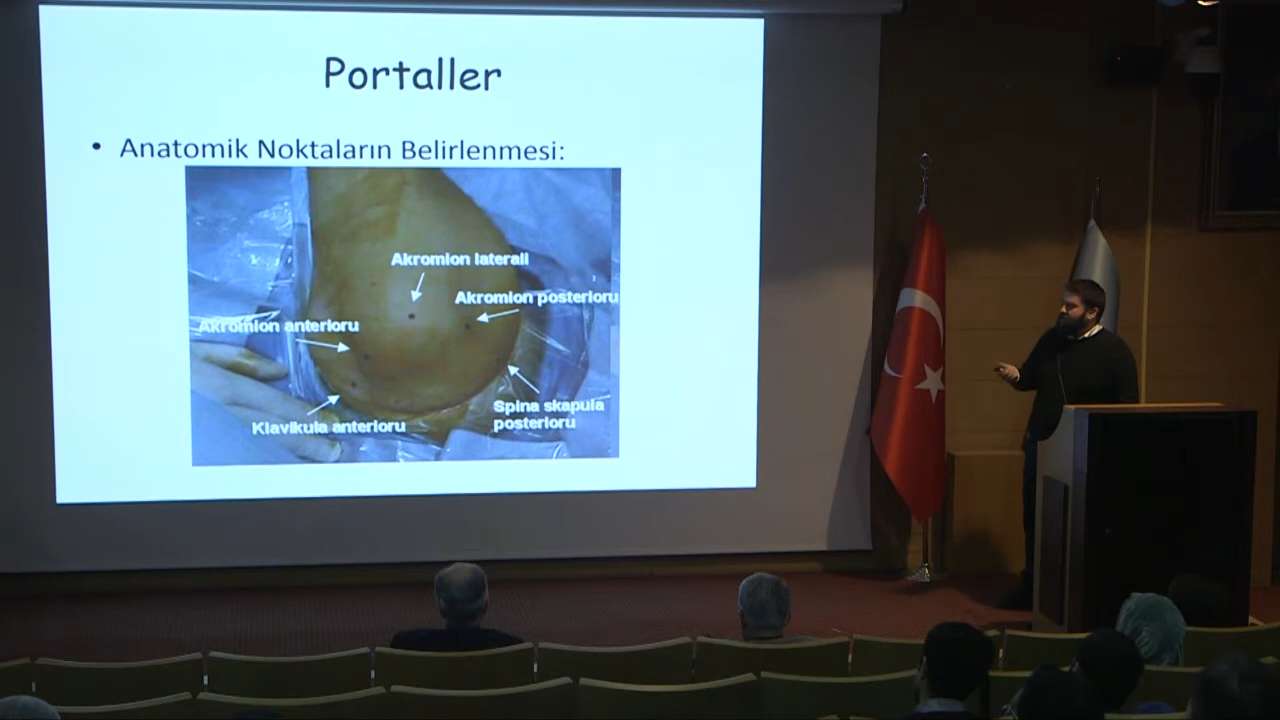 Portaller
• Anatomik Noktaların Belirlenmesi:
Akromion laterali
Akromion posterioru
Akromion anterioru
Spina skapula
posterioru
Klavikula anterioru